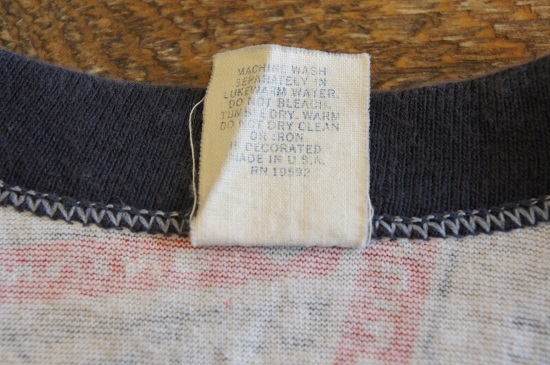 MACHINE WASH
SEPARATELY IN
LUKEWARM WATER.
DO NOT BLEACH.
TUMBLE DRY, WARM
DO NOT DRY CLEAN
OR IRON
IF DECORATED
MADE IN U.S.A.
RN 19592